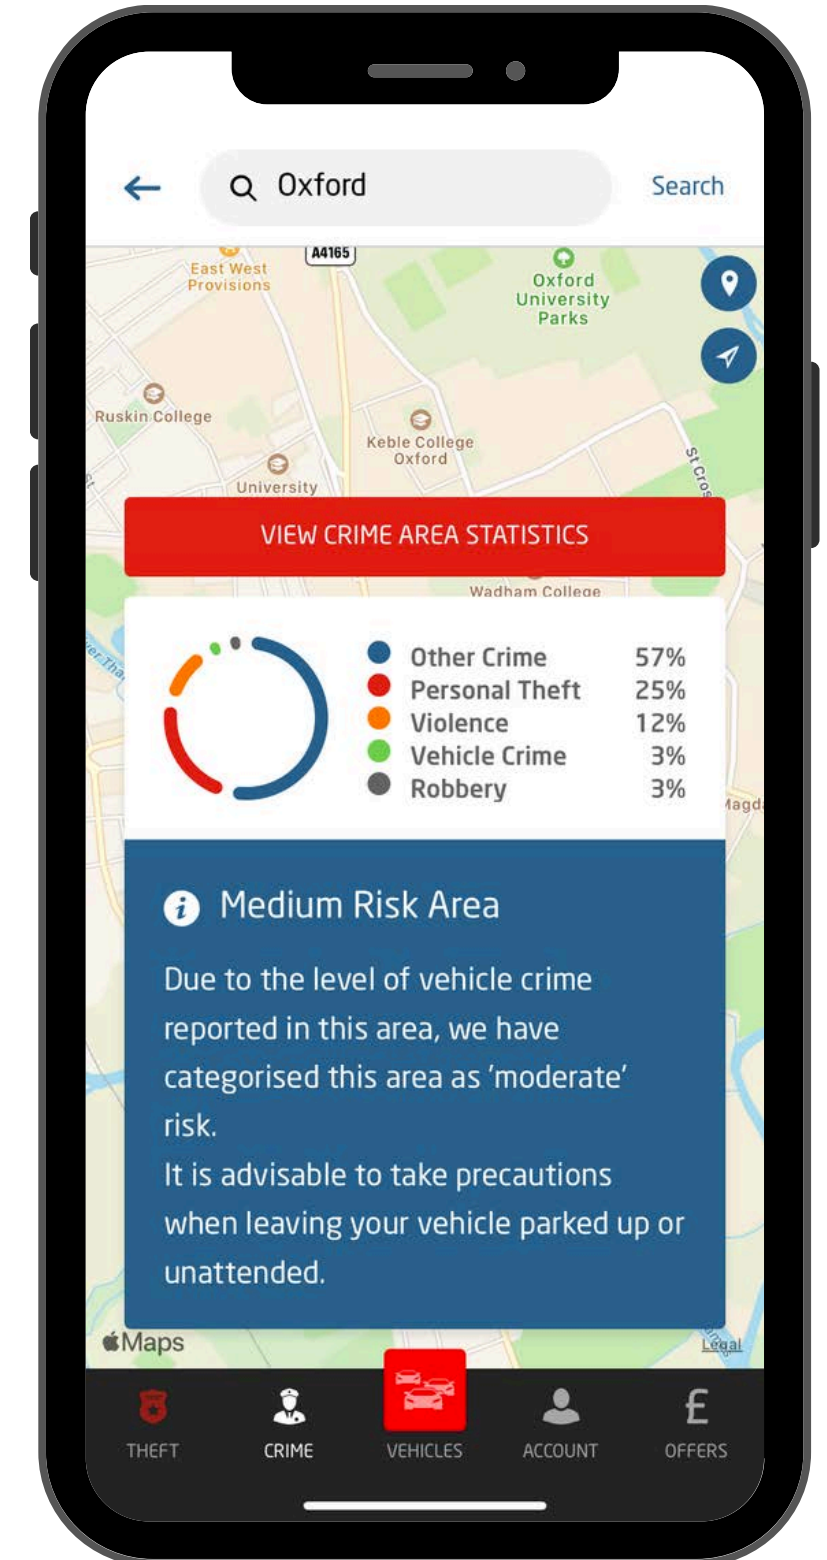 Oxford
Search
A4165
East West
Provisions
Oxford
University
Parks
Ruskin College
Keble College
Oxford
University
St Cros
VIEW CRIME AREA STATISTICS
Wadham College
Other Crime 57%
Personal Theft 25%
Violence 12%
Vehicle Crime 3%
Robbery 3%
Magd
i Medium Risk Area
Due to the level of vehicle crime
reported in this area, we have
categorised this area as 'moderate'
risk.
It is advisable to take precautions
when leaving your vehicle parked up or
unattended.
Maps
Legal
THEFT
CRIME
VEHICLES
ACCOUNT
£
OFFERS